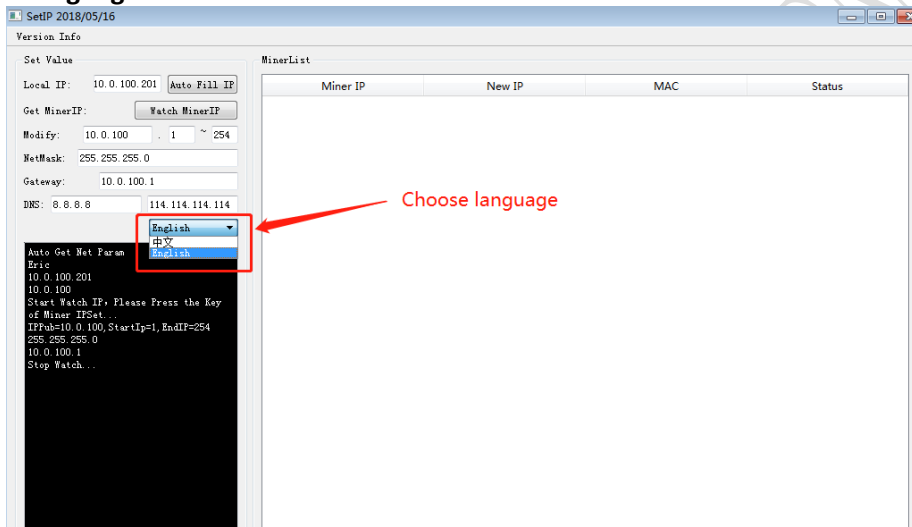 SetIP 2018/05/16
Version Info
Set Value
MinerList
Local IP: 10.0.100.201 Auto Fill IP
Miner IP New IP MAC Status
Get MinerIP: Watch MinerIP
Modify: 10.0.100 . 1 ~ 254
NetMask: 255.255.255.0
Gateway: 10.0.100.1
DNS: 8.8.8.8 114.114.114.114
Choose language
English
中文
English
Auto Get Net Param
Eric
10.0.100.201
10.0.100
Start Watch IP, Please Press the Key
of Miner IPSet...
IPPub=10.0.100,StartIp=1,EndIP=254
255.255.255.0
10.0.100.1
Stop Watch...